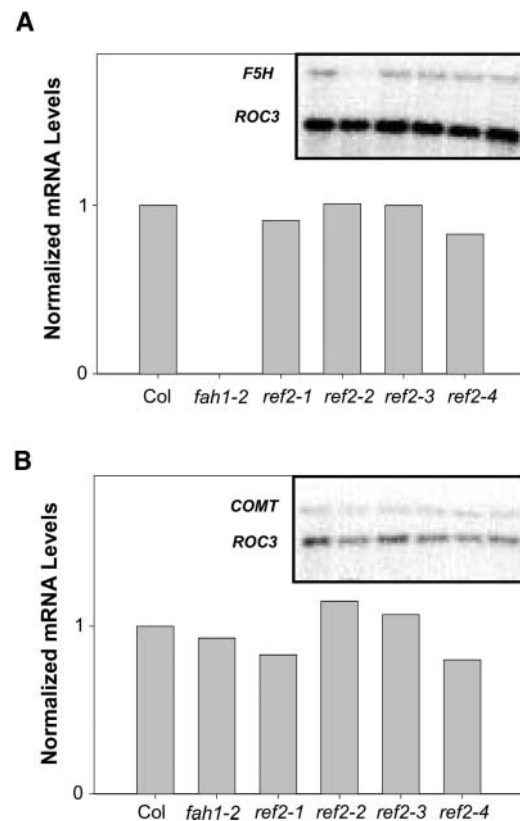 A
F5H
ROC3
Normalized mRNA Levels
1
0
Col fah1-2 ref2-1 ref2-2 ref2-3 ref2-4
B
COMT
ROC3
Normalized mRNA Levels
1
0
Col fah1-2 ref2-1 ref2-2 ref2-3 ref2-4